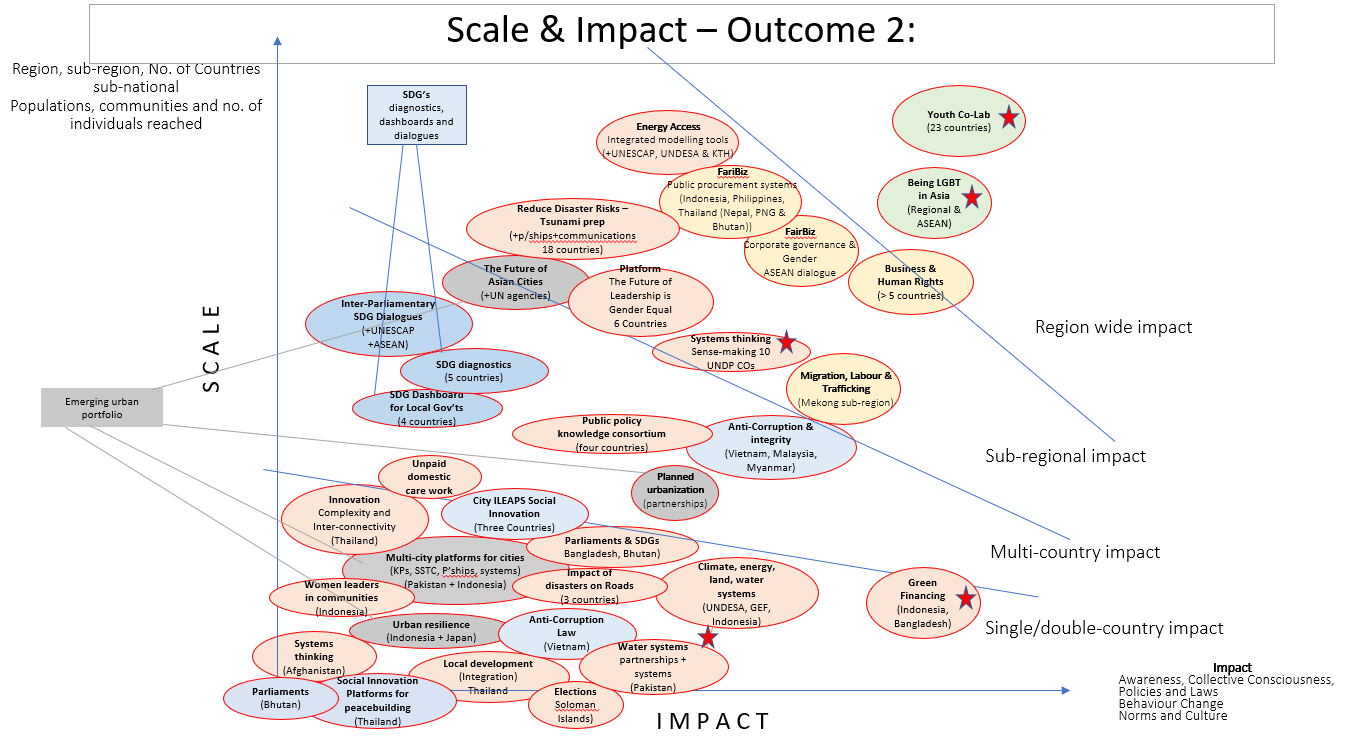 Scale & Impact – Outcome 2:
Region, sub-region, No. of Countries
sub-national
Populations, communities and no. of
individuals reached
SDG's
diagnostics,
dashboards and
dialogues
Energy Access
Integrated modelling tools
(+UNESCAP, UNDESA & KTH)
Youth Co-Lab
(23 countries)
FariBiz
Public procurement systems
(Indonesia, Philippines,
Thailand (Nepal, PNG &
Bhutan))
Being LGBT
in Asia
(Regional &
ASEAN)
Reduce Disaster Risks –
Tsunami prep
(+p/ships+communications
18 countries)
FairBiz
Corporate governance &
Gender
ASEAN dialogue
The Future of
Asian Cities
(+UN agencies)
Platform
The Future of
Leadership is
Gender Equal
6 Countries
Business &
Human Rights
(> 5 countries)
Inter-Parliamentary
SDG Dialogues
(+UNESCAP
+ASEAN)
Region wide impact
SCALE
Systems thinking
Sense-making 10
UNDP COs
SDG diagnostics
(5 countries)
Migration, Labour &
Trafficking
(Mekong sub-region)
Emerging urban
portfolio
SDG Dashboard
for Local Gov'ts
(4 countries)
Public policy
knowledge consortium
(four countries)
Anti-Corruption &
integrity
(Vietnam, Malaysia,
Myanmar)
Sub-regional impact
Unpaid
domestic
care work
Planned
urbanization
(partnerships)
Innovation
Complexity and
Inter-connectivity
(Thailand)
City ILEAPS Social
Innovation
(Three Countries)
Parliaments & SDGs
Bangladesh, Bhutan)
Multi-country impact
Multi-city platforms for cities
(KPs, SSTC, P'ships, systems)
(Pakistan + Indonesia)
Climate, energy,
land, water
systems
(UNDESA, GEF,
Indonesia)
Women leaders
in communities
(Indonesia)
Impact of
disasters on Roads
(3 countries)
Green
Financing
(Indonesia,
Bangladesh)
Urban resilience
(Indonesia + Japan)
Anti-Corruption
Law
(Vietnam)
Single/double-country impact
Systems
thinking
(Afghanistan)
Local development
(Integration)
Thailand
Water systems
partnerships +
systems
(Pakistan)
Parliaments
(Bhutan)
Social Innovation
Platforms for
peacebuilding
(Thailand)
Elections
Soloman
Islands)
IMPACT
Impact
Awareness, Collective Consciousness,
Policies and Laws
Behaviour Change
Norms and Culture